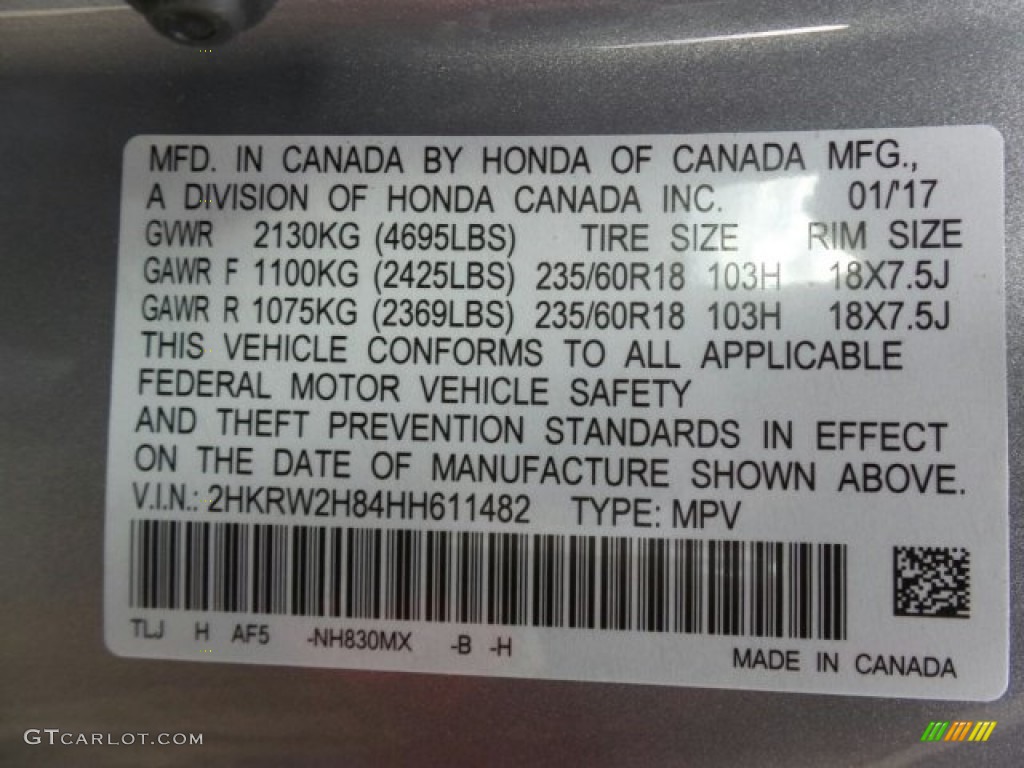 MFD. IN CANADA BY HONDA OF CANADA MFG.,
A DIVISION OF HONDA CANADA INC. 01/'17
GVWR 2130KG (4695LBS) TIRE SIZE RIM SIZE
GAWR F 1100KG (2425LBS) 235/60R18 103H 18X7.5J
GAWR R 1075KG (2369LBS) 235/60R18 103H 18X7.5J
THIS VEHICLE CONFORMS TO ALL APPLICABLE
FEDERAL MOTOR VEHICLE SAFETY
AND THEFT PREVENTION STANDARDS IN EFFECT
ON THE DATE OF MANUFACTURE SHOWN ABOVE.
V.I.N.: 2HKRW2H84HH611482 TYPE: MPV
TLJ H AF5 -NH830MX -B -H
MADE IN CANADA
GTCARLOT.COM